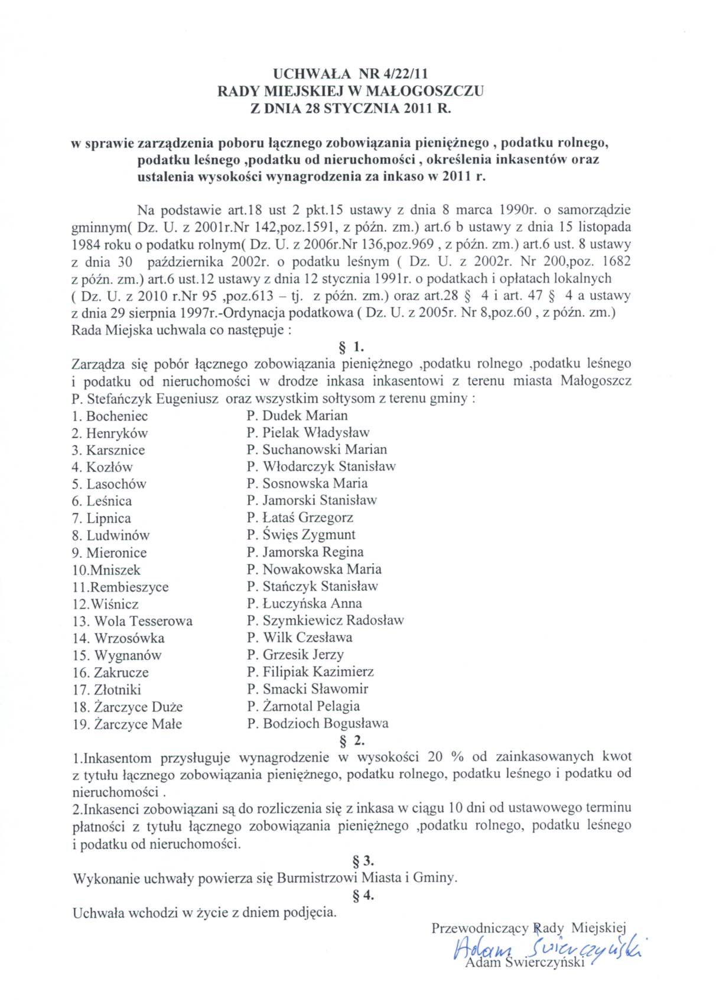 UCHWAŁA NR 4/22/11
RADY MIEJSKIEJ W MAŁOGOSZCZU
Z DNIA 28 STYCZNIA 2011 R.
w sprawie zarządzenia poboru łącznego zobowiązania pieniężnego , podatku rolnego,
podatku leśnego ,podatku od nieruchomości , określenia inkasentów oraz
ustalenia wysokości wynagrodzenia za inkaso w 2011 r.
Na podstawie art.18 ust 2 pkt.15 ustawy z dnia 8 marca 1990r. o samorządzie
gminnym( Dz. U. z 2001r.Nr 142,poz.1591, z późn. zm.) art.6 b ustawy z dnia 15 listopada
1984 roku o podatku rolnym( Dz. U. z 2006r.Nr 136,poz.969 , z późn. zm.) art.6 ust. 8 ustawy
z dnia 30 października 2002r. o podatku leśnym ( Dz. U. z 2002r. Nr 200,poz. 1682
z późn. zm.) art.6 ust.12 ustawy z dnia 12 stycznia 1991r. o podatkach i opłatach lokalnych
( Dz. U. z 2010 r.Nr 95 ,poz.613 – tj. z późn. zm.) oraz art.28 § 4 i art. 47 § 4 a ustawy
z dnia 29 sierpnia 1997r.-Ordynacja podatkowa ( Dz. U. z 2005r. Nr 8,poz.60 , z późn. zm.)
Rada Miejska uchwala co następuje :
§ 1.
Zarządza się pobór łącznego zobowiązania pieniężnego ,podatku rolnego ,podatku leśnego
i podatku od nieruchomości w drodze inkasa inkasentowi z terenu miasta Małogoszcz
P. Stefańczyk Eugeniusz oraz wszystkim sołtysom z terenu gminy :
1. Bocheniec P. Dudek Marian
2. Henryków P. Pielak Władysław
3. Karsznice P. Suchanowski Marian
4. Kozłów P. Włodarczyk Stanisław
5. Lasochów P. Sosnowska Maria
6. Leśnica P. Jamorski Stanisław
7. Lipnica P. Łataś Grzegorz
8. Ludwinów P. Święs Zygmunt
9. Mieronice P. Jamorska Regina
10.Mniszek P. Nowakowska Maria
11.Rembieszyce P. Stańczyk Stanisław
12.Wiśnicz P. Łuczyńska Anna
13. Wola Tesserowa P. Szymkiewicz Radosław
14. Wrzosówka P. Wilk Czesława
15. Wygnanów P. Grzesik Jerzy
16. Zakrucze P. Filipiak Kazimierz
17. Złotniki P. Smacki Sławomir
18. Żarczyce Duże P. Żarnotal Pelagia
19. Żarczyce Małe P. Bodzioch Bogusława
§ 2.
1.Inkasentom przysługuje wynagrodzenie w wysokości 20 % od zainkasowanych kwot
z tytułu łącznego zobowiązania pieniężnego, podatku rolnego, podatku leśnego i podatku od
nieruchomości .
2.Inkasenci zobowiązani są do rozliczenia się z inkasa w ciągu 10 dni od ustawowego terminu
płatności z tytułu łącznego zobowiązania pieniężnego ,podatku rolnego, podatku leśnego
i podatku od nieruchomości.
§ 3.
Wykonanie uchwały powierza się Burmistrzowi Miasta i Gminy.
§ 4.
Uchwała wchodzi w życie z dniem podjęcia.
Przewodniczący Rady Miejskiej
Adam Świerczyński
Adam Świerczyński